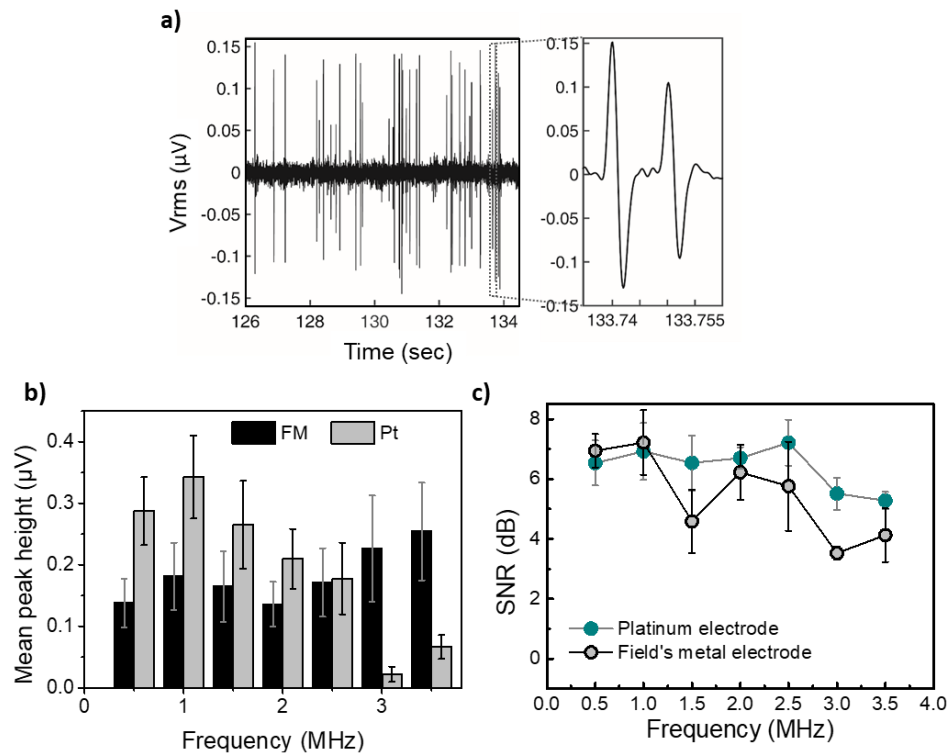 a)
0.15
0.10
0.05
0
-0.05
-0.1
-0.15
Vrms (µV)
126 128 130 132 134
Time (sec)
0.15
0.10
0.05
0
-0.05
-0.1
-0.15
133.74 133.755
b)
0.4
0.3
0.2
0.1
0.0
Mean peak height (µV)
FM Pt
0 1 2 3
Frequency (MHz)
c)
8
6
4
2
0
SNR (dB)
Platinum electrode
Field's metal electrode
0.5 1.0 1.5 2.0 2.5 3.0 3.5 4.0
Frequency (MHz)